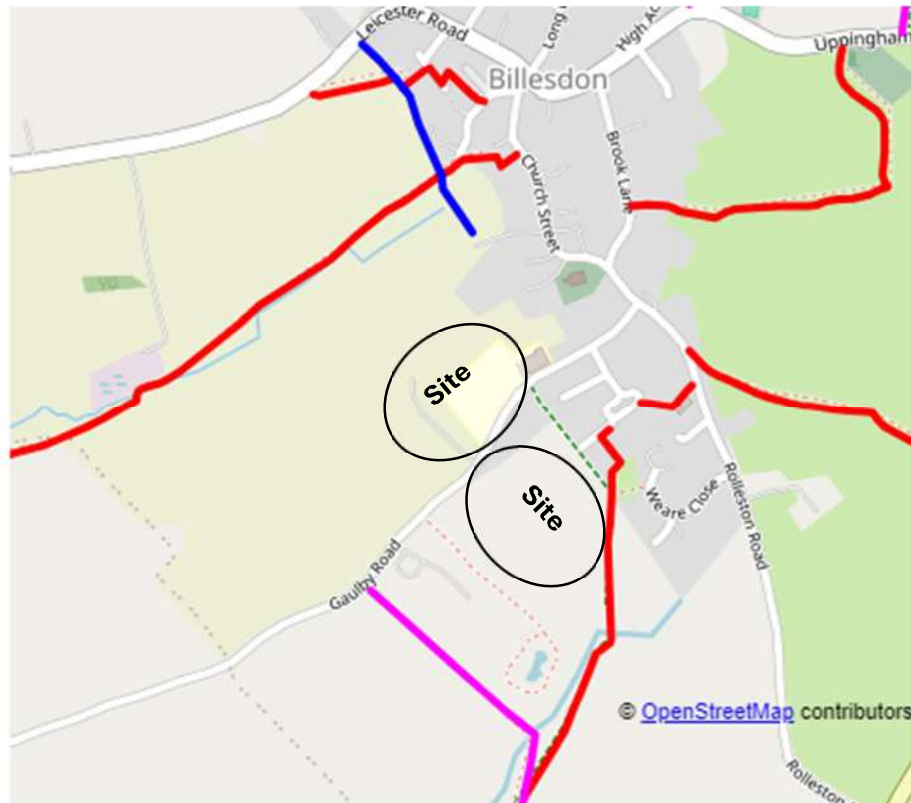 Leicester Road
Long
High Ac
Uppingham
Billesdon
Brook Lane
Church Street
Site
Site
Weare Close
Rolleston Road
Gaulby Road
© OpenStreetMap contributors
Rolleston